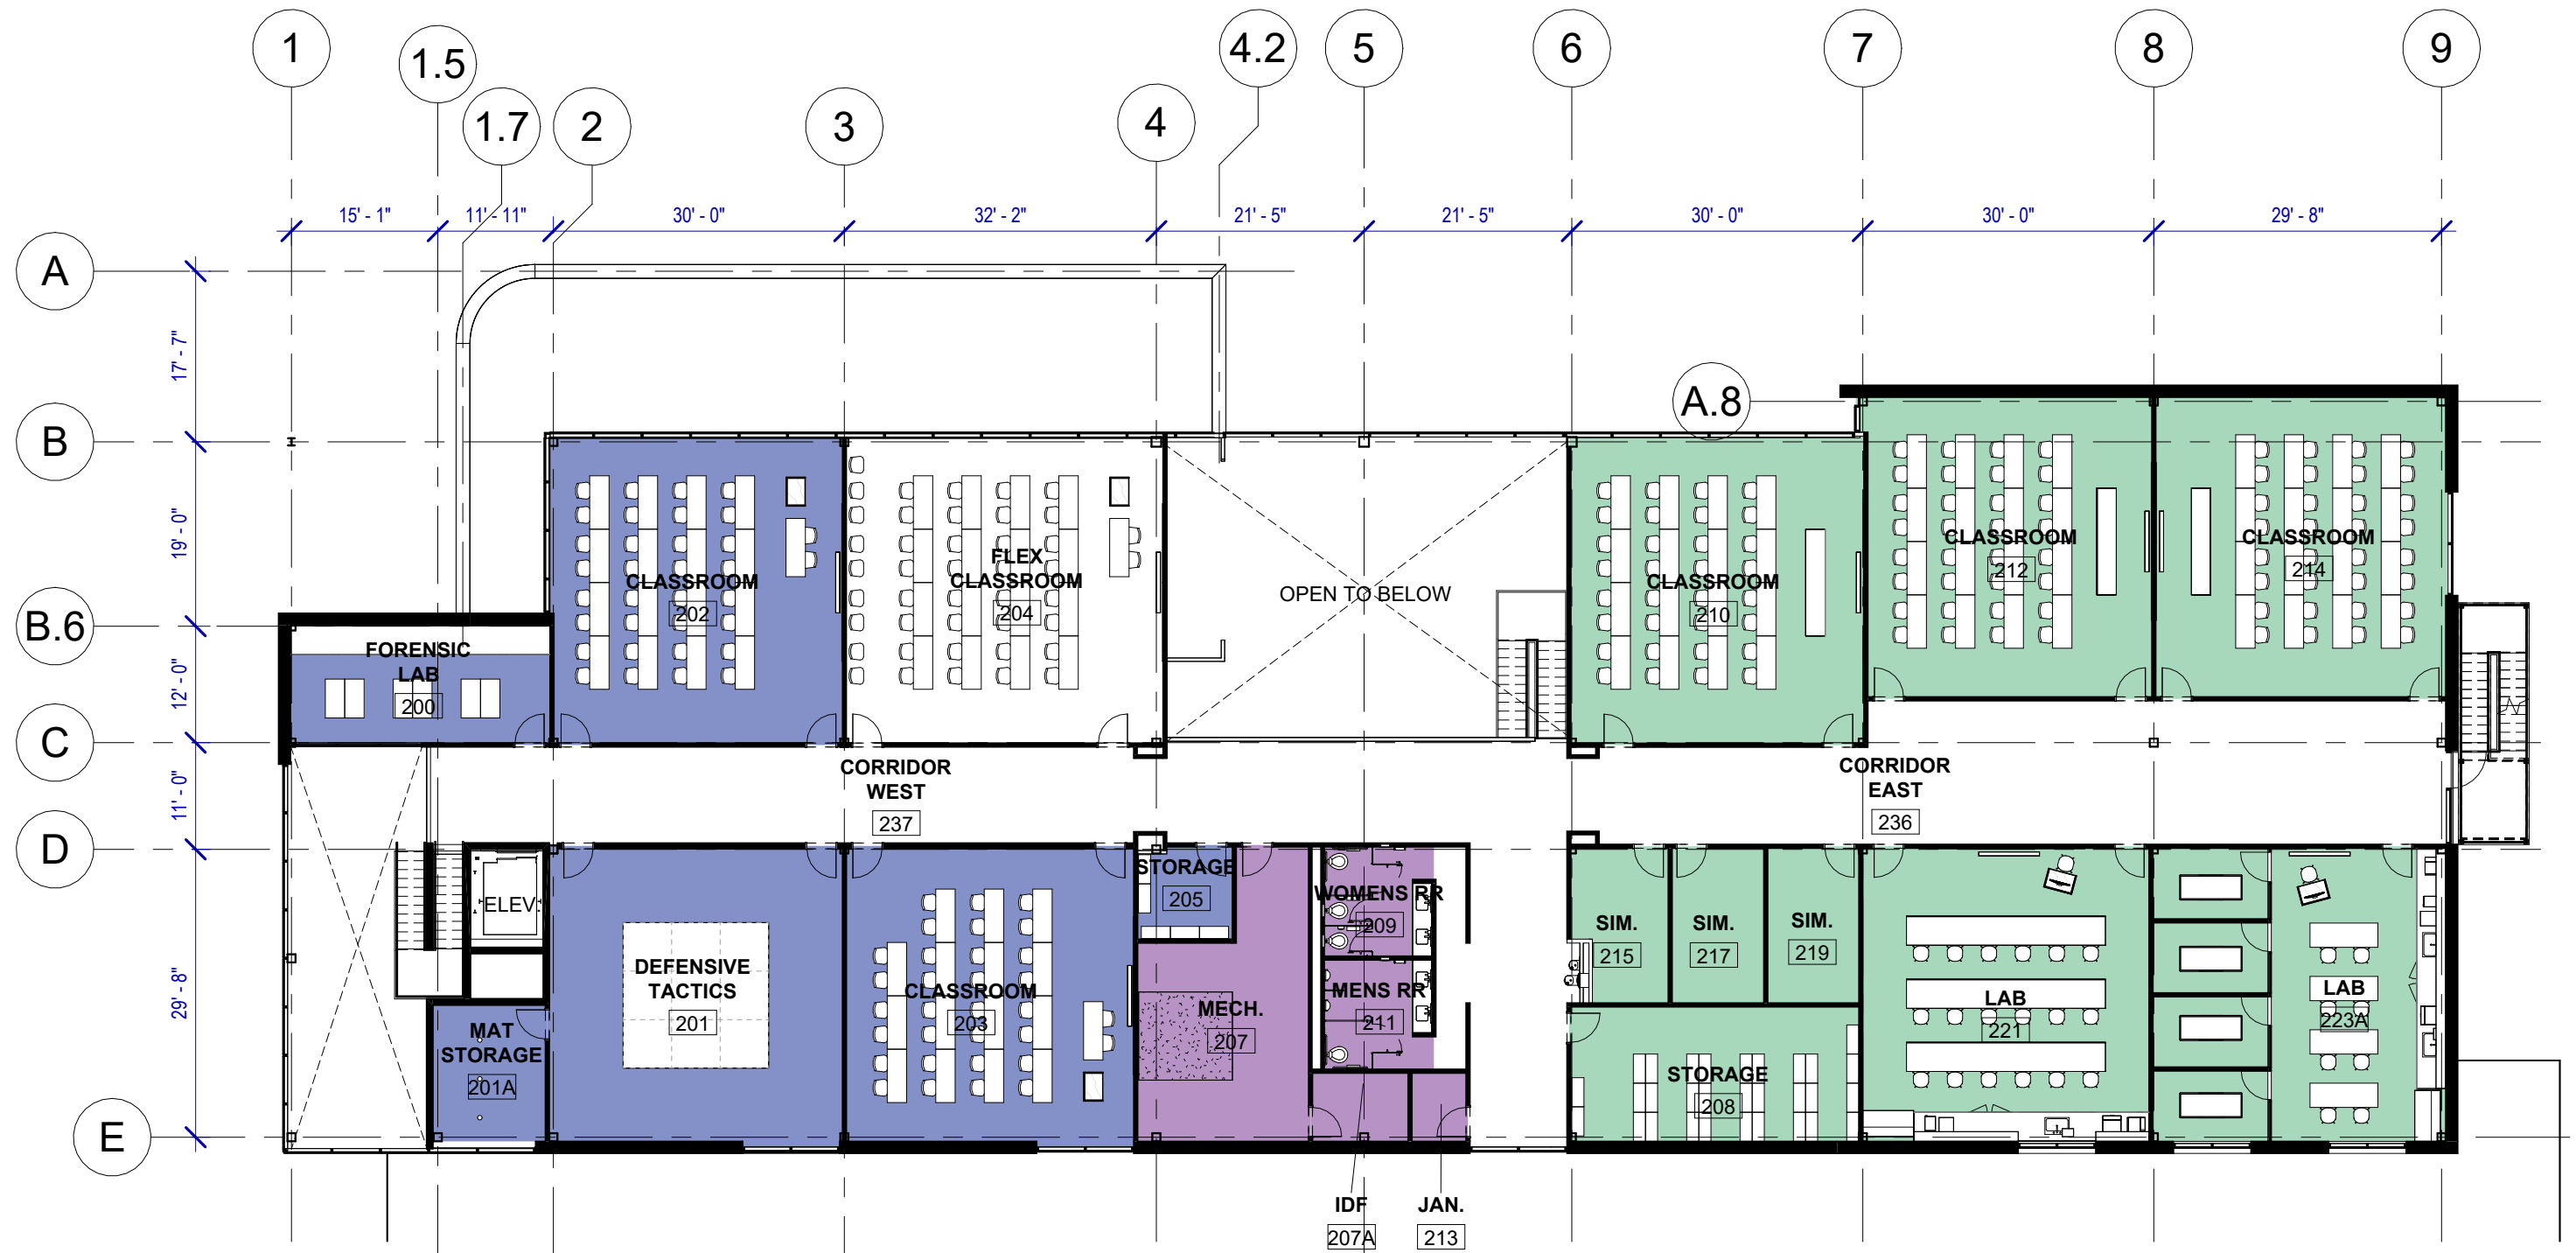 1
1.5
1.7
2
3
4
4.2
5
6
7
8
9
15' - 1"
11' - 11"
30' - 0"
32' - 2"
21' - 5"
21' - 5"
30' - 0"
30' - 0"
29' - 8"
A
B
B.6
C
D
E
A.8
17' - 7"
19' - 0"
12' - 0"
11' - 0"
29' - 8"
FORENSIC
LAB
200
CLASSROOM
202
FLEX
CLASSROOM
204
OPEN TO BELOW
CLASSROOM
210
CLASSROOM
212
CLASSROOM
214
CORRIDOR
WEST
237
CORRIDOR
EAST
236
ELEV.
MAT
STORAGE
201A
DEFENSIVE
TACTICS
201
CLASSROOM
203
STORAGE
205
MECH.
207
WOMENS RR
209
MENS RR
211
SIM.
215
SIM.
217
SIM.
219
STORAGE
208
LAB
221
LAB
223A
IDF
207A
JAN.
213